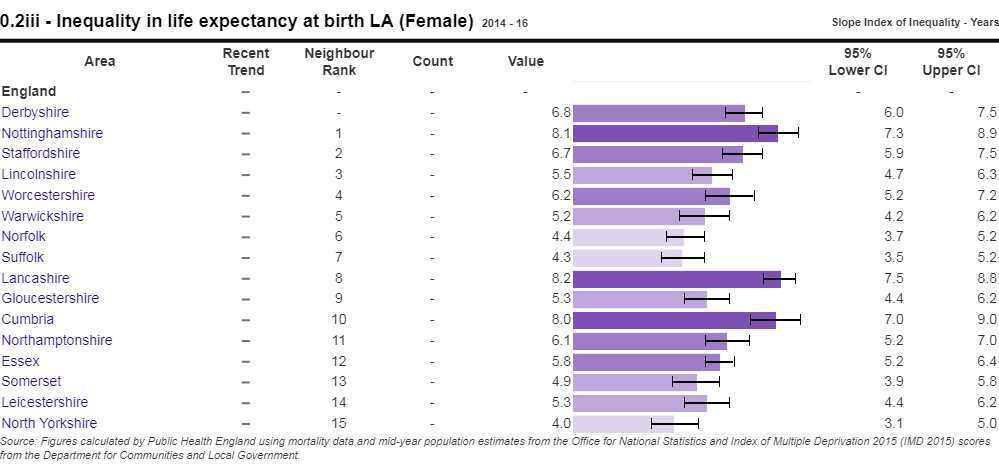 0.2iii - Inequality in life expectancy at birth LA (Female) 2014 - 16 Slope Index of Inequality - Years
Area Recent Trend Neighbour Rank Count Value 95% Lower CI 95% Upper CI
England – - - - - -
Derbyshire – - - 6.8 6.0 7.5
Nottinghamshire – 1 - 8.1 7.3 8.9
Staffordshire – 2 - 6.7 5.9 7.5
Lincolnshire – 3 - 5.5 4.7 6.3
Worcestershire – 4 - 6.2 5.2 7.2
Warwickshire – 5 - 5.2 4.2 6.2
Norfolk – 6 - 4.4 3.7 5.2
Suffolk – 7 - 4.3 3.5 5.2
Lancashire – 8 - 8.2 7.5 8.8
Gloucestershire – 9 - 5.3 4.4 6.2
Cumbria – 10 - 8.0 7.0 9.0
Northamptonshire – 11 - 6.1 5.2 7.0
Essex – 12 - 5.8 5.2 6.4
Somerset – 13 - 4.9 3.9 5.8
Leicestershire – 14 - 5.3 4.4 6.2
North Yorkshire – 15 - 4.0 3.1 5.0
Source: Figures calculated by Public Health England using mortality data and mid-year population estimates from the Office for National Statistics and Index of Multiple Deprivation 2015 (IMD 2015) scores
from the Department for Communities and Local Government.